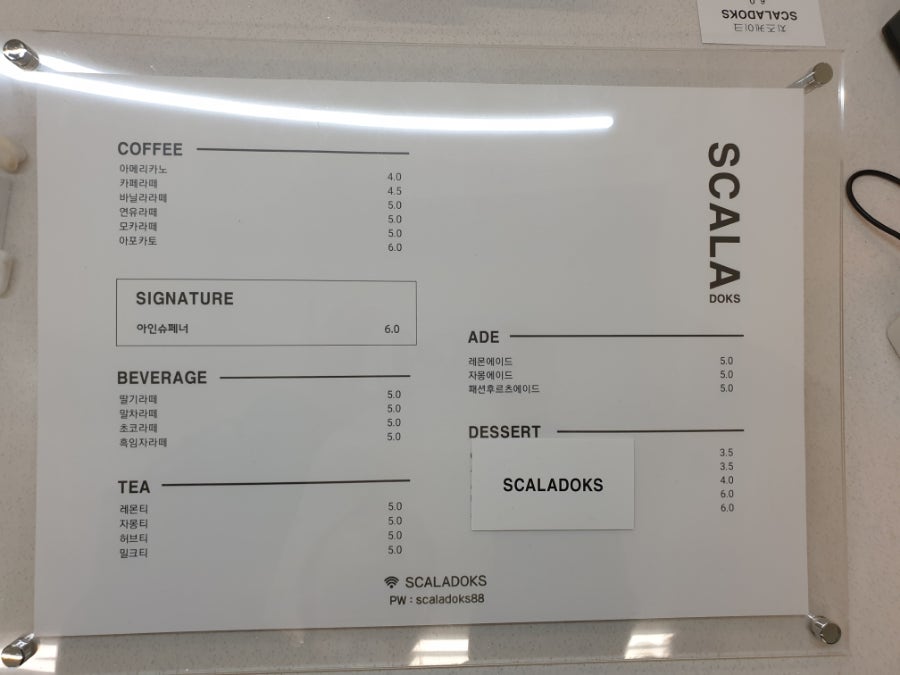 치즈케이크
SCALADOKS
6.0
SCALA
DOKS
COFFEE
아메리카노 4.0
카페라떼 4.5
바닐라라떼 5.0
연유라떼 5.0
모카라떼 5.0
아포카토 6.0
SIGNATURE
아인슈페너 6.0
BEVERAGE
딸기라떼 5.0
말차라떼 5.0
초코라떼 5.0
흑임자라떼 5.0
TEA
레몬티 5.0
자몽티 5.0
허브티 5.0
밀크티 5.0
ADE
레몬에이드 5.0
자몽에이드 5.0
패션후르츠에이드 5.0
DESSERT
3.5
3.5
4.0
6.0
6.0
SCALADOKS
SCALADOKS
PW : scaladoks88